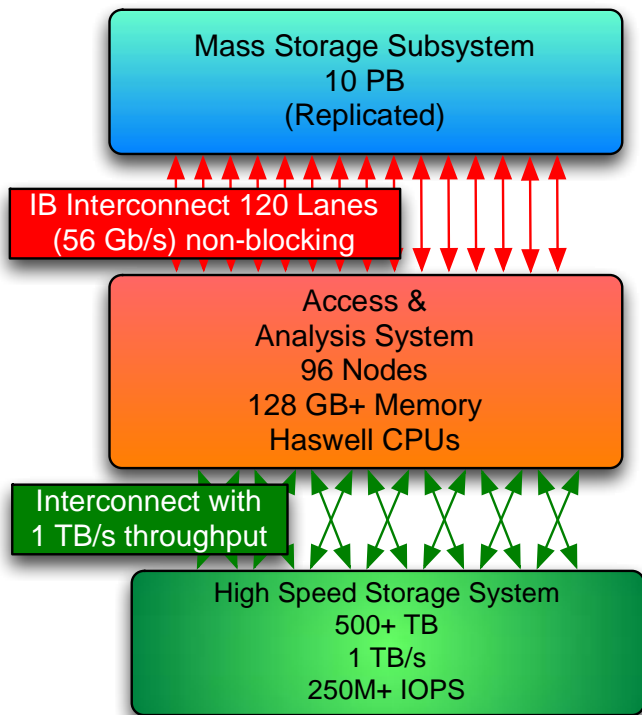 Mass Storage Subsystem
10 PB
(Replicated)
IB Interconnect 120 Lanes
(56 Gb/s) non-blocking
Access &
Analysis System
96 Nodes
128 GB+ Memory
Haswell CPUs
Interconnect with
1 TB/s throughput
High Speed Storage System
500+ TB
1 TB/s
250M+ IOPS